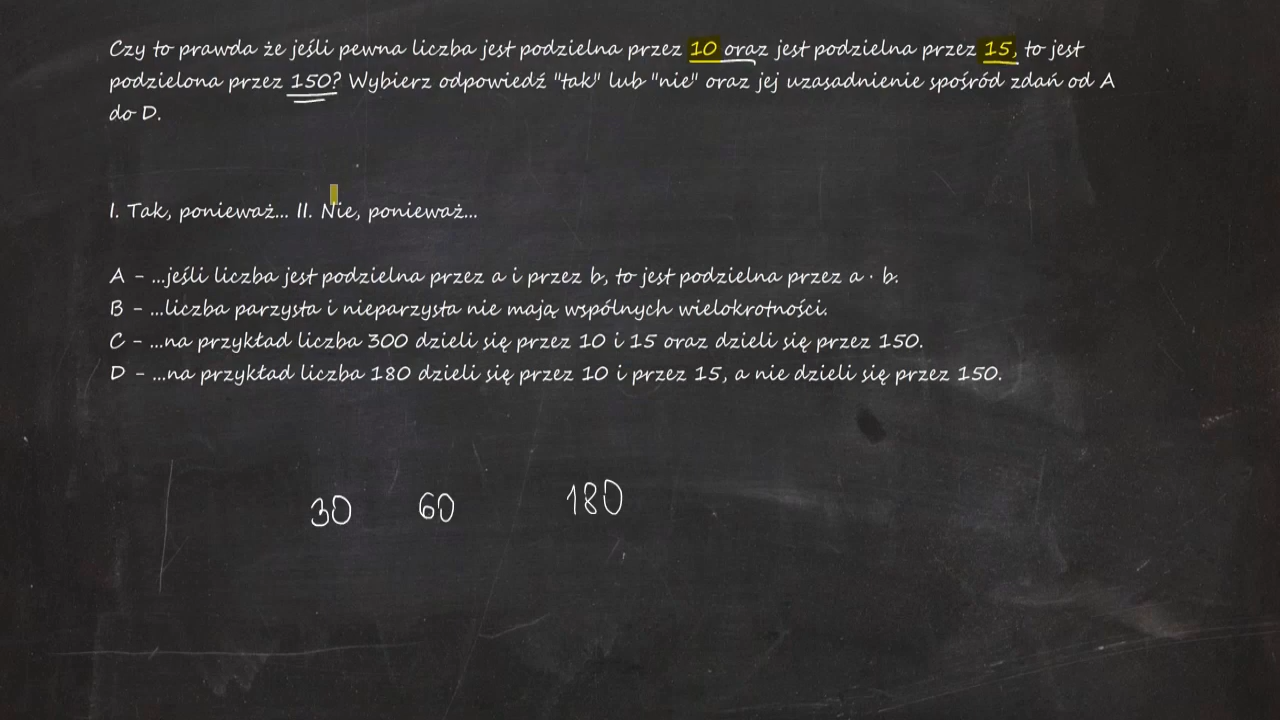 Czy to prawda że jeśli pewna liczba jest podzielna przez 10 oraz jest podzielna przez 15, to jest
podzielona przez 150? Wybierz odpowiedź "tak" lub "nie" oraz jej uzasadnienie spośród zdań od A
do D.
I. Tak, ponieważ... II. Nie, ponieważ...
A - ...jeśli liczba jest podzielna przez a i przez b, to jest podzielna przez a · b.
B - ...liczba parzysta i nieparzysta nie mają wspólnych wielokrotności.
C - ...na przykład liczba 300 dzieli się przez 10 i 15 oraz dzieli się przez 150.
D - ...na przykład liczba 180 dzieli się przez 10 i przez 15, a nie dzieli się przez 150.
30 60 180